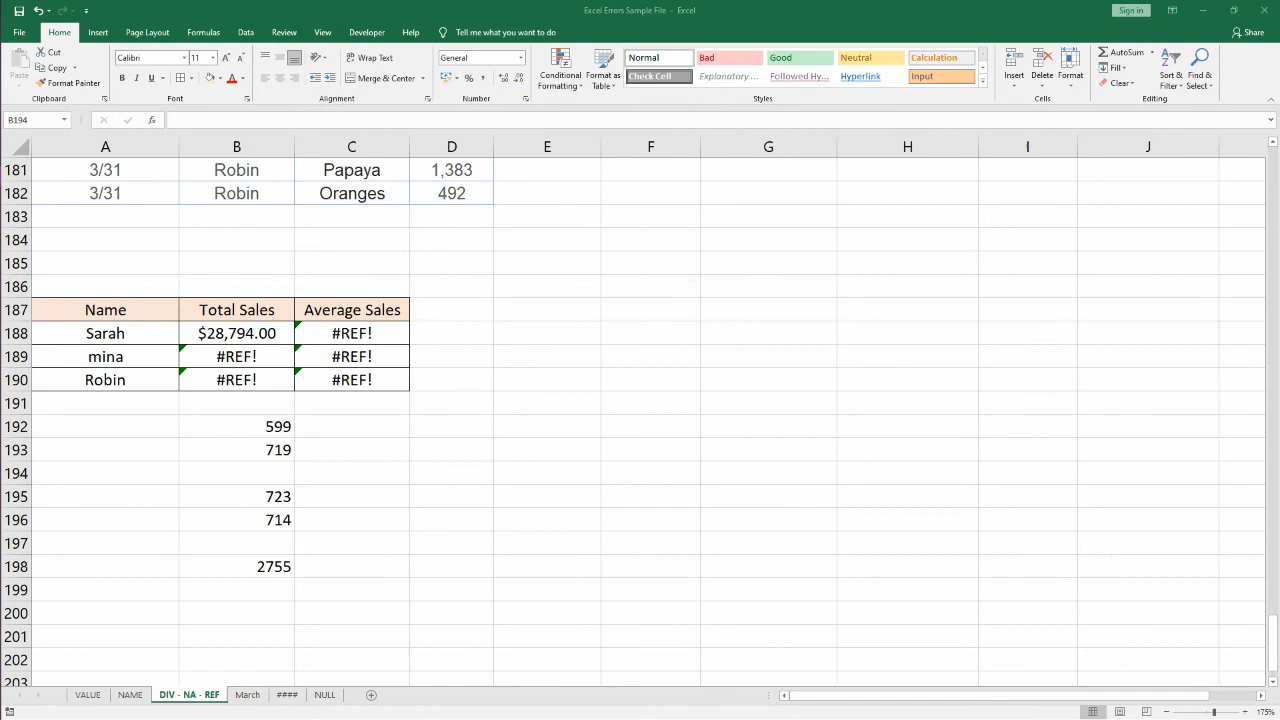 Excel Errors Sample File - Excel
Sign in
File Home Insert Page Layout Formulas Data Review View Developer Help Tell me what you want to do Share
Paste Cut Copy Format Painter Clipboard
Calibri 11 B I U A Font
Wrap Text Merge & Center Alignment
General $ % , Number
Conditional Formatting Format as Table
Normal Bad Good Neutral Calculation
Check Cell Explanatory ... Followed Hy... Hyperlink Input
Styles
Insert Delete Format Cells
AutoSum Fill Clear Sort & Filter Find & Select Editing
B194 fx
A B C D E F G H I J
181 3/31 Robin Papaya 1,383
182 3/31 Robin Oranges 492
183
184
185
186
187 Name Total Sales Average Sales
188 Sarah $28,794.00 #REF!
189 mina #REF! #REF!
190 Robin #REF! #REF!
191
192 599
193 719
194
195 723
196 714
197
198 2755
199
200
201
202
203
VALUE NAME DIV - NA - REF March #### NULL
175%